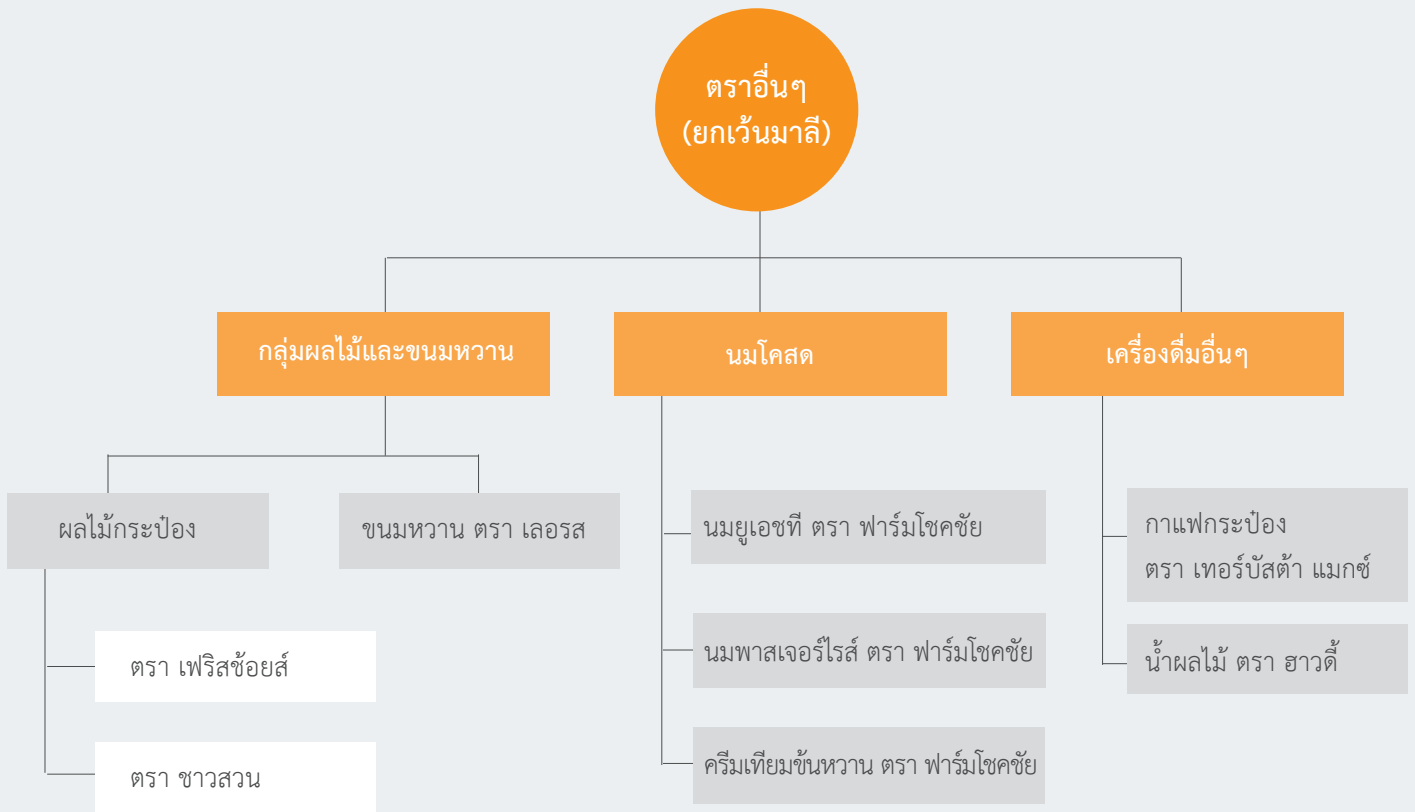 ตราอื่นๆ
(ยกเว้นมาลี)
กลุ่มผลไม้และขนมหวาน
นมโคสด
เครื่องดื่มอื่นๆ
ผลไม้กระป๋อง
ขนมหวาน ตรา เลอรส
ตรา เฟริสช้อยส์
ตรา ชาวสวน
นมยูเอชที ตรา ฟาร์มโชคชัย
นมพาสเจอร์ไรส์ ตรา ฟาร์มโชคชัย
ครีมเทียมข้นหวาน ตรา ฟาร์มโชคชัย
กาแฟกระป๋อง
ตรา เทอร์บัสต้า แมกซ์
น้ำผลไม้ ตรา ฮาวดี้